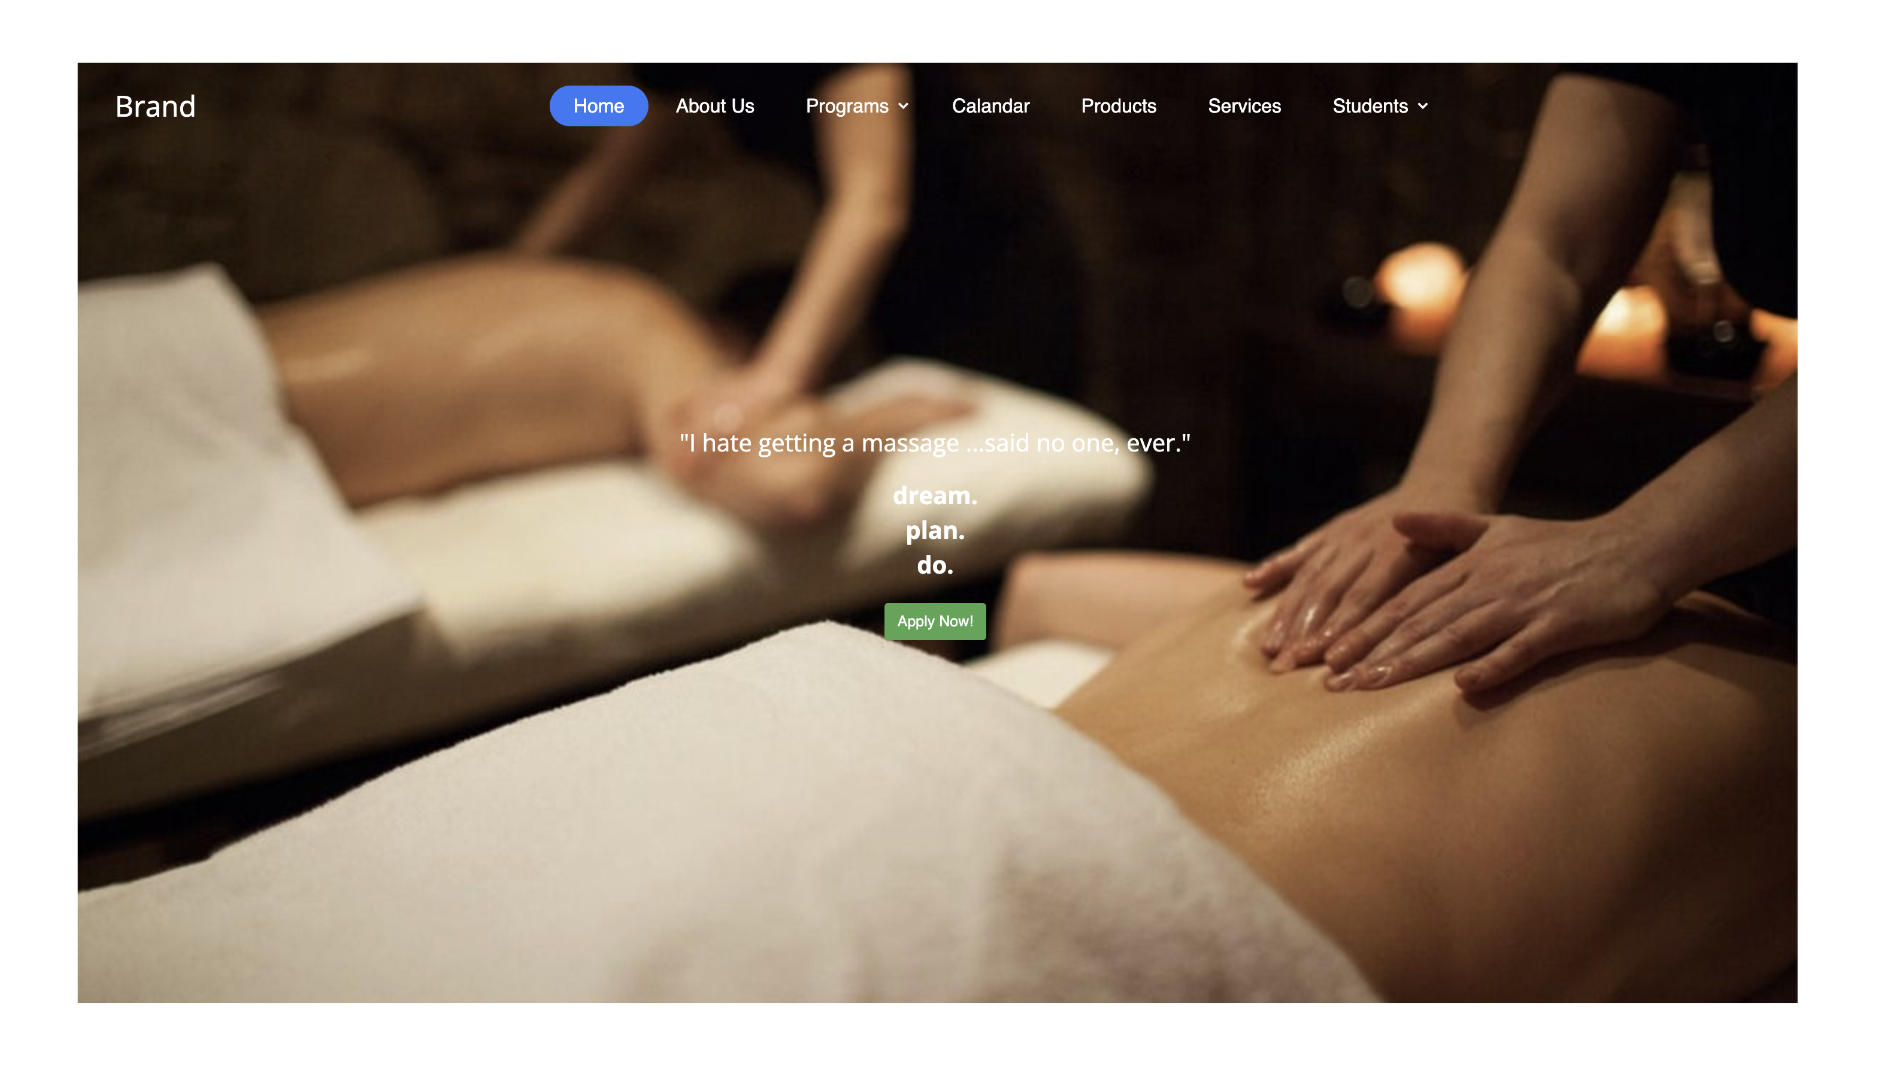 Brand
Home About Us Programs Calandar Products Services Students
"I hate getting a massage ...said no one, ever."
dream.
plan.
do.
Apply Now!